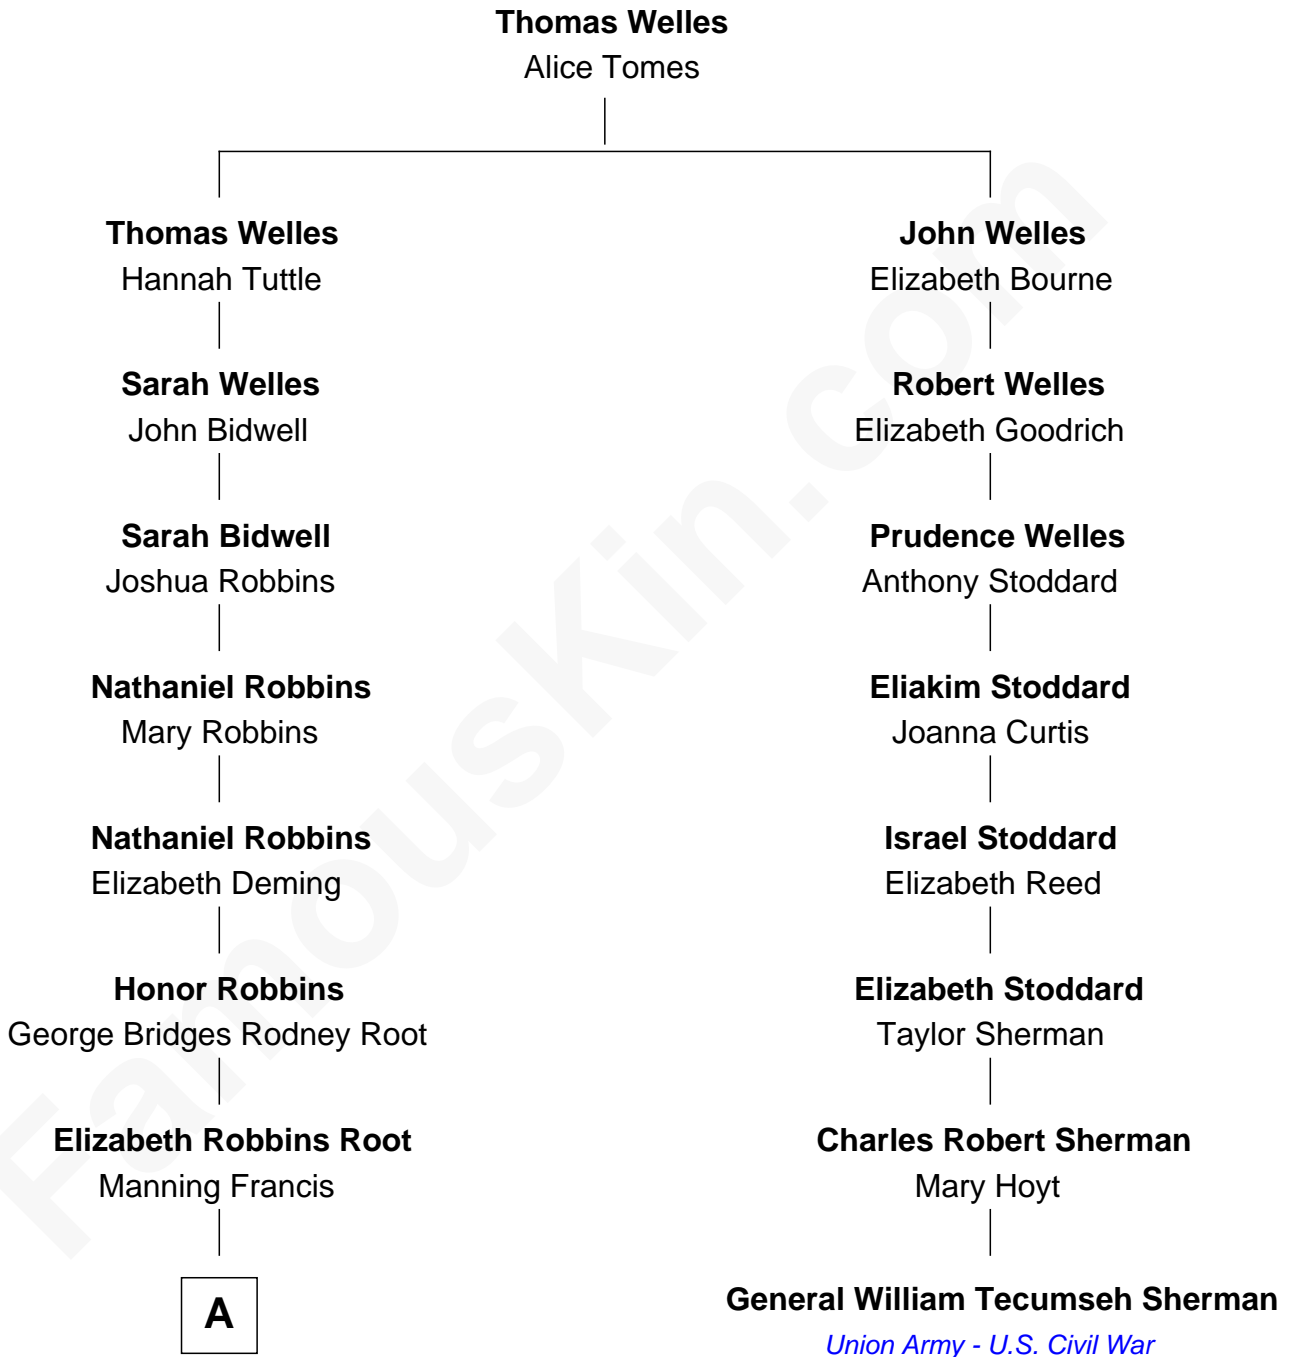 Thomas Welles
Alice Tomes
Thomas Welles
Hannah Tuttle
John Welles
Elizabeth Bourne
Sarah Welles
John Bidwell
Robert Welles
Elizabeth Goodrich
Sarah Bidwell
Joshua Robbins
Prudence Welles
Anthony Stoddard
Nathaniel Robbins
Mary Robbins
Eliakim Stoddard
Joanna Curtis
Nathaniel Robbins
Elizabeth Deming
Israel Stoddard
Elizabeth Reed
Honor Robbins
George Bridges Rodney Root
Elizabeth Stoddard
Taylor Sherman
Elizabeth Robbins Root
Manning Francis
Charles Robert Sherman
Mary Hoyt
A
General William Tecumseh Sherman
Union Army - U.S. Civil War
FamousKin.com